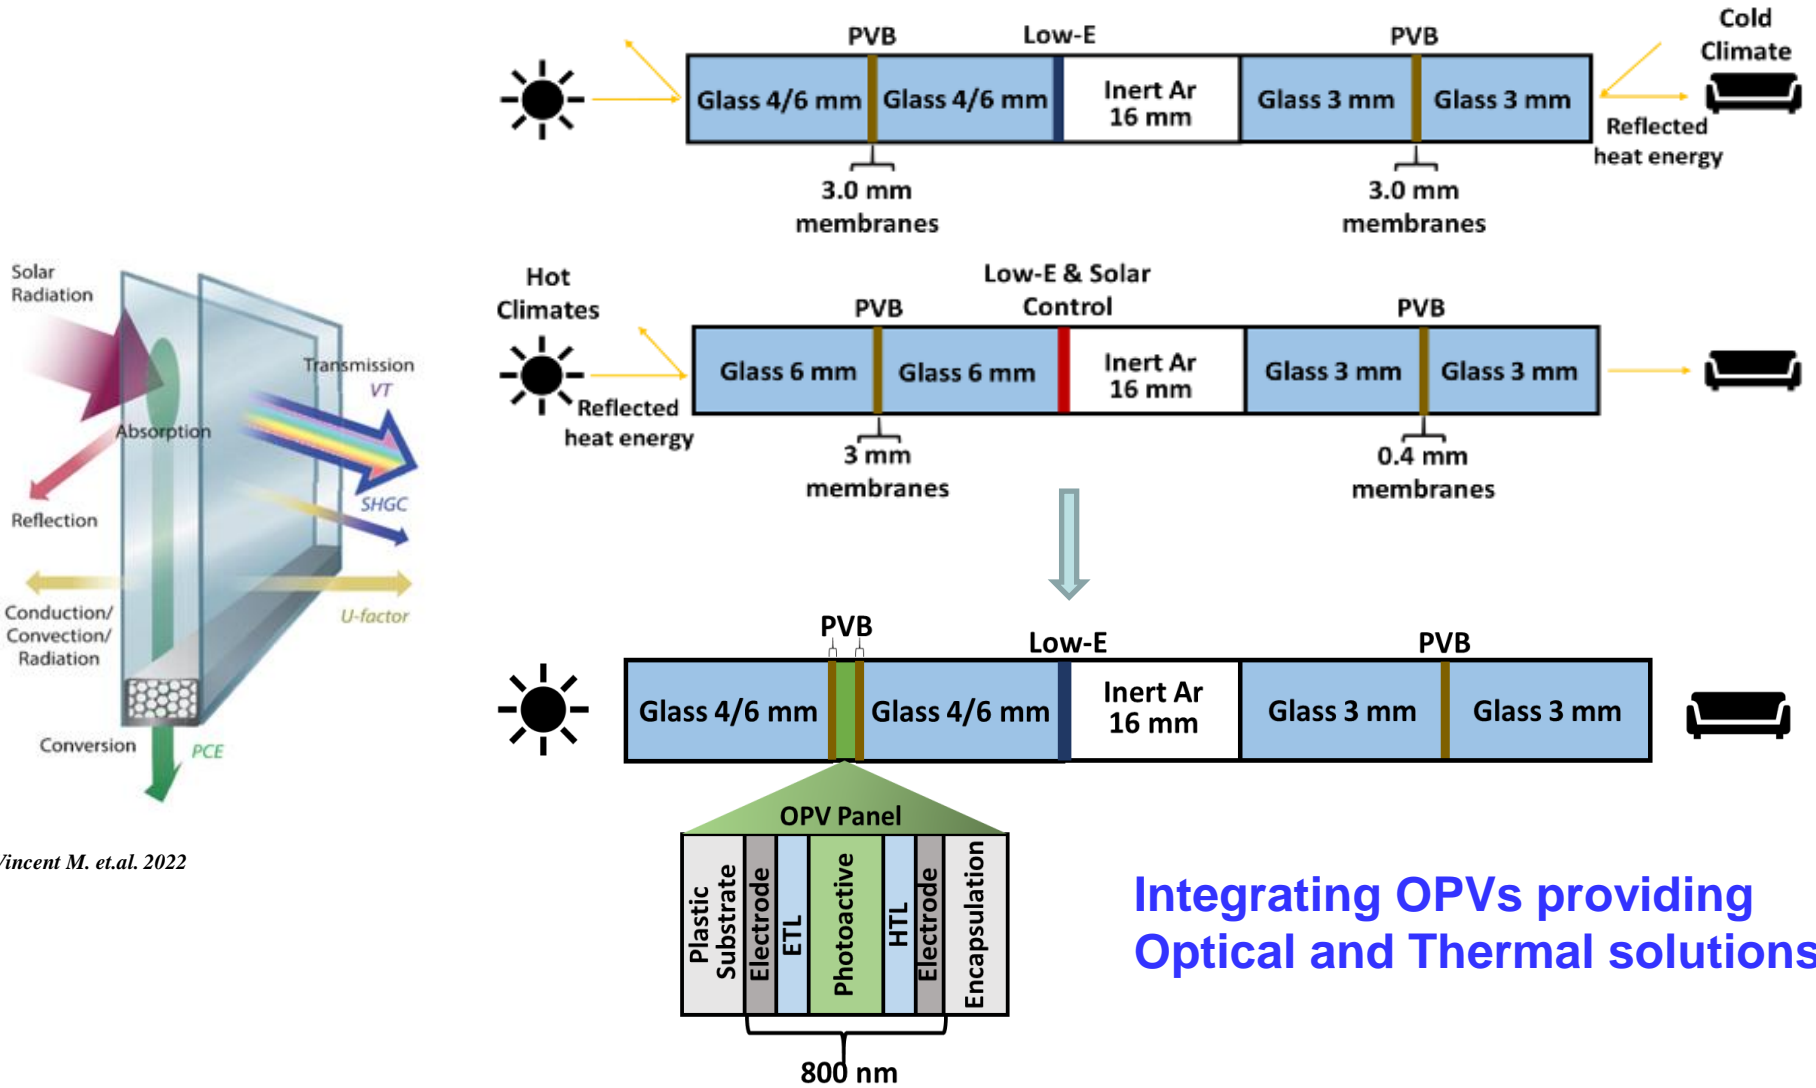 PVB
Low-E
PVB
Cold
Climate
Glass 4/6 mm
Glass 4/6 mm
Inert Ar
16 mm
Glass 3 mm
Glass 3 mm
Reflected
heat energy
3.0 mm
membranes
3.0 mm
membranes
Solar
Radiation
Absorption
Reflection
Transmission
VT
SHGC
Conduction/
Convection/
Radiation
U-factor
Conversion
PCE
Hot
Climates
PVB
Low-E & Solar
Control
PVB
Glass 6 mm
Glass 6 mm
Inert Ar
16 mm
Glass 3 mm
Glass 3 mm
Reflected
heat energy
3 mm
membranes
0.4 mm
membranes
PVB
Low-E
PVB
Glass 4/6 mm
Glass 4/6 mm
Inert Ar
16 mm
Glass 3 mm
Glass 3 mm
OPV Panel
Plastic
Substrate
Electrode
ETL
Photoactive
HTL
Electrode
Encapsulation
800 nm
Vincent M. et.al. 2022
Integrating OPVs providing
Optical and Thermal solutions